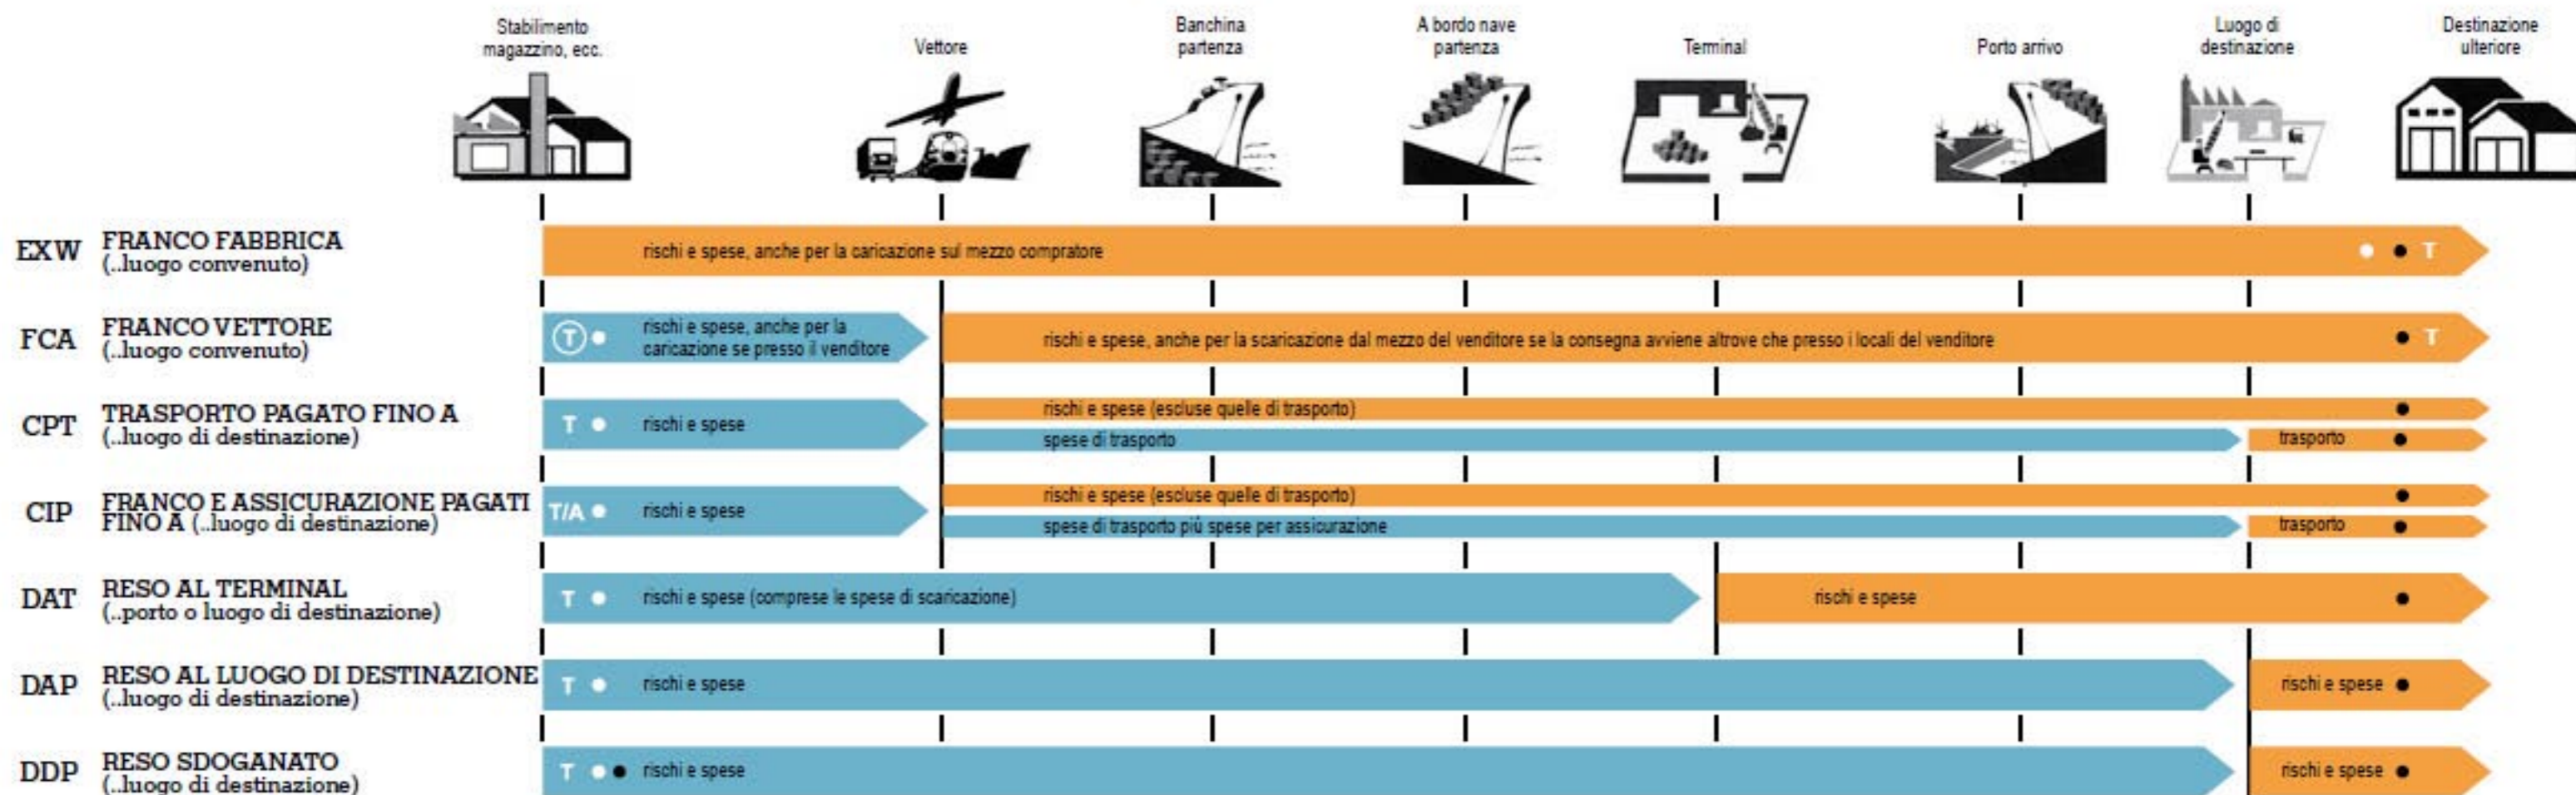 Stabilimento
magazzino, ecc.
Vettore
Banchina
partenza
A bordo nave
partenza
Terminal
Porto arrivo
Luogo di
destinazione
Destinazione
ulteriore
EXW
FRANCO FABBRICA
(..luogo convenuto)
rischi e spese, anche per la caricazione sul mezzo compratore
T
FCA
FRANCO VETTORE
(..luogo convenuto)
T
rischi e spese, anche per la
caricazione se presso il venditore
rischi e spese, anche per la scaricazione dal mezzo del venditore se la consegna avviene altrove che presso i locali del venditore
T
CPT
TRASPORTO PAGATO FINO A
(..luogo di destinazione)
T
rischi e spese
rischi e spese (escluse quelle di trasporto)
spese di trasporto
trasporto
CIP
FRANCO E ASSICURAZIONE PAGATI
FINO A (..luogo di destinazione)
T/A
rischi e spese
rischi e spese (escluse quelle di trasporto)
spese di trasporto più spese per assicurazione
trasporto
DAT
RESO AL TERMINAL
(..porto o luogo di destinazione)
T
rischi e spese (comprese le spese di scaricazione)
rischi e spese
DAP
RESO AL LUOGO DI DESTINAZIONE
(..luogo di destinazione)
T
rischi e spese
rischi e spese
DDP
RESO SDOGANATO
(..luogo di destinazione)
T
rischi e spese
rischi e spese